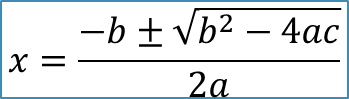 x = (−b ± √(b² − 4ac)) / 2a